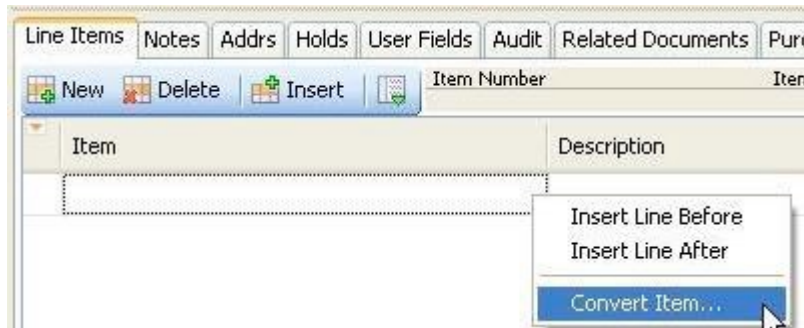 Line Items Notes Addrs Holds User Fields Audit Related Documents
New Delete Insert Item Number
Item Description
Insert Line Before
Insert Line After
Convert Item...